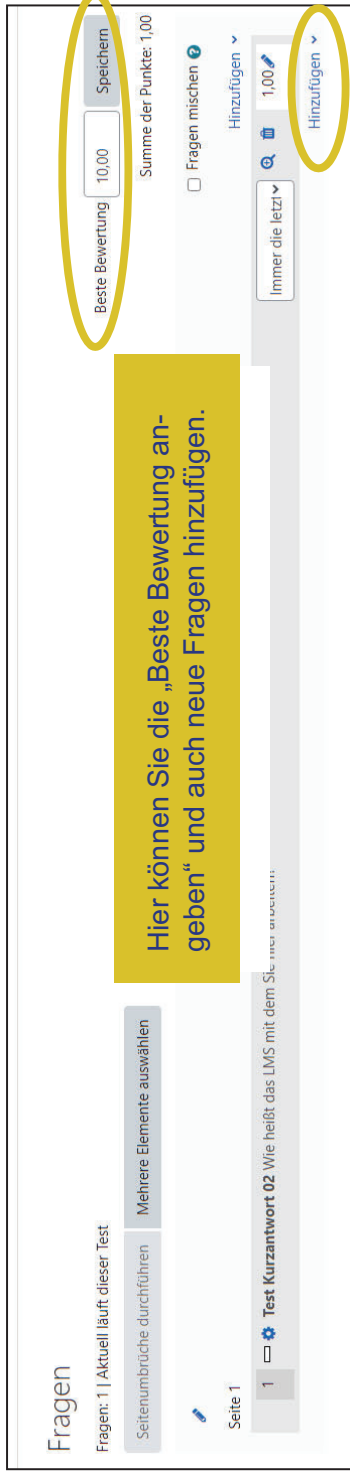 Fragen
Fragen: 1 | Aktuell läuft dieser Test
Beste Bewertung 10,00 Speichern
Seitenumbrüche durchführen Mehrere Elemente auswählen
Summe der Punkte: 1,00
Hier können Sie die „Beste Bewertung an-
geben“ und auch neue Fragen hinzufügen.
Fragen mischen
Seite 1
Hinzufügen
1 Test Kurzantwort 02 Wie heißt das LMS mit dem Sie hier arbeiten
Immer die letzt
1,00
Hinzufügen